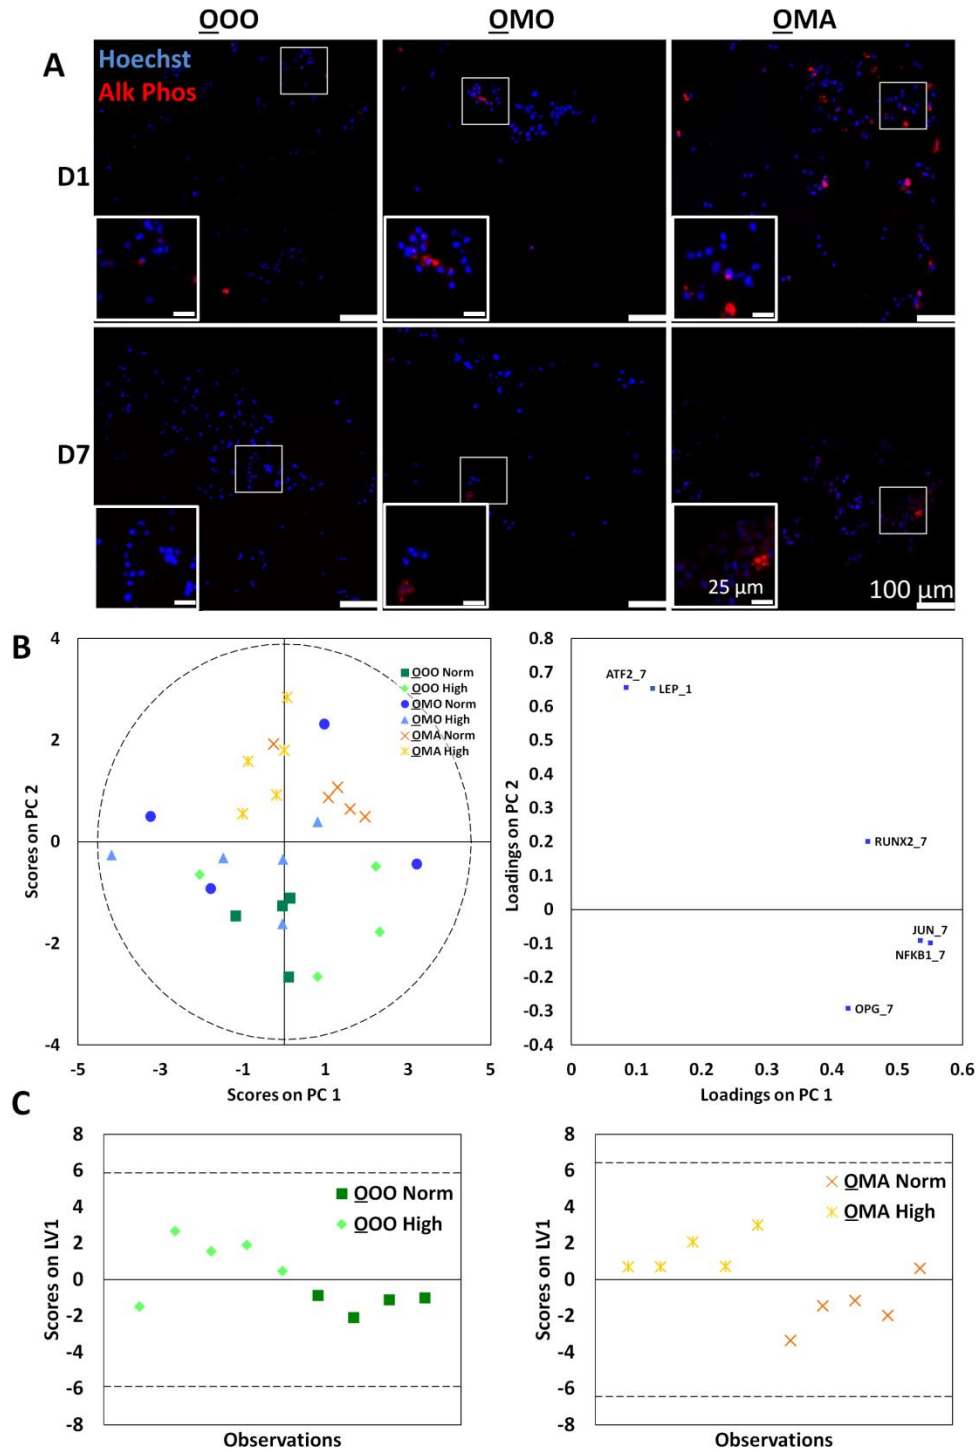 OOO OMO OMA
A
Hoechst
Alk Phos
D1
D7
25 µm
100 µm
B
4
2
0
-2
-4
-5 -3 -1 1 3 5
Scores on PC 2
Scores on PC 1
OOO Norm
OOO High
OMO Norm
OMO High
OMA Norm
OMA High
0.8
0.7
0.6
0.5
0.4
0.3
0.2
0.1
0
-0.1
-0.2
-0.3
-0.4
0 0.1 0.2 0.3 0.4 0.5 0.6
Loadings on PC 2
Loadings on PC 1
ATF2_7
LEP_1
RUNX2_7
JUN_7
NFKB1_7
OPG_7
C
8
6
4
2
0
-2
-4
-6
-8
Scores on LV1
Observations
OOO Norm
OOO High
8
6
4
2
0
-2
-4
-6
-8
Scores on LV1
Observations
OMA Norm
OMA High